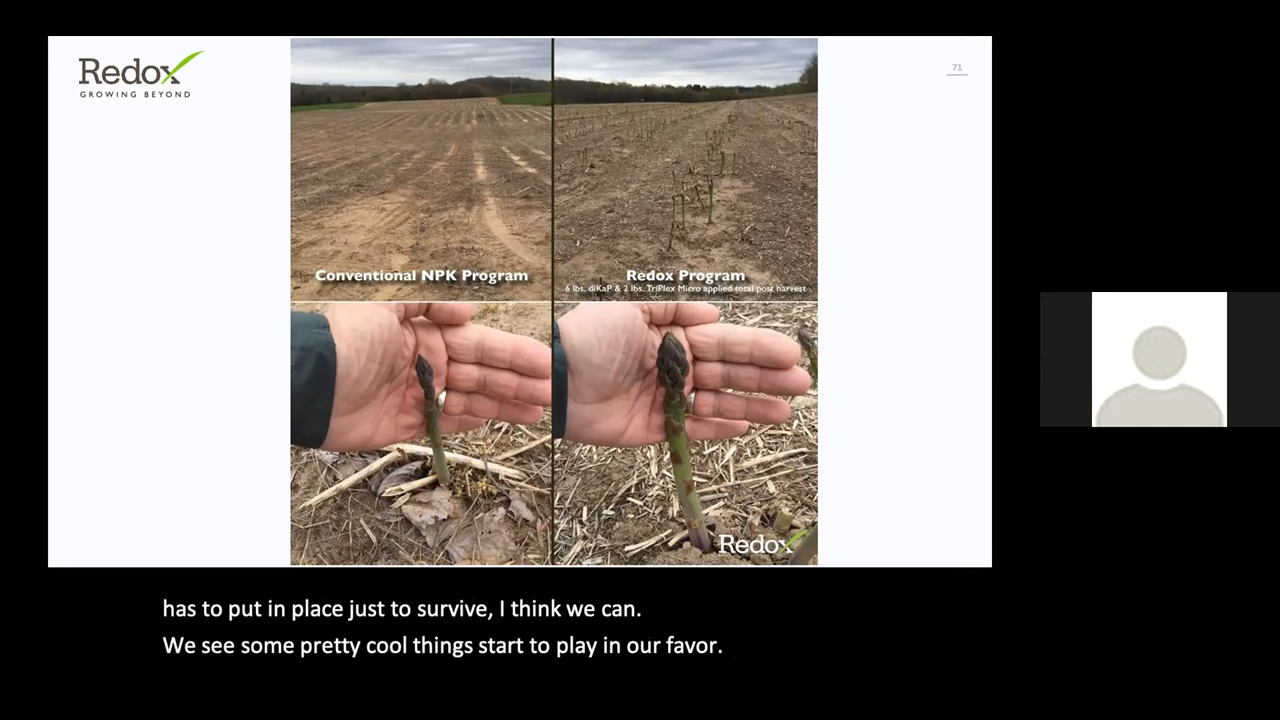 Redox
GROWING BEYOND
71
Conventional NPK Program
Redox Program
6 lbs. diKaP & 2 lbs. TriPlex Micro applied total post harvest
Redox
has to put in place just to survive, I think we can.
We see some pretty cool things start to play in our favor.